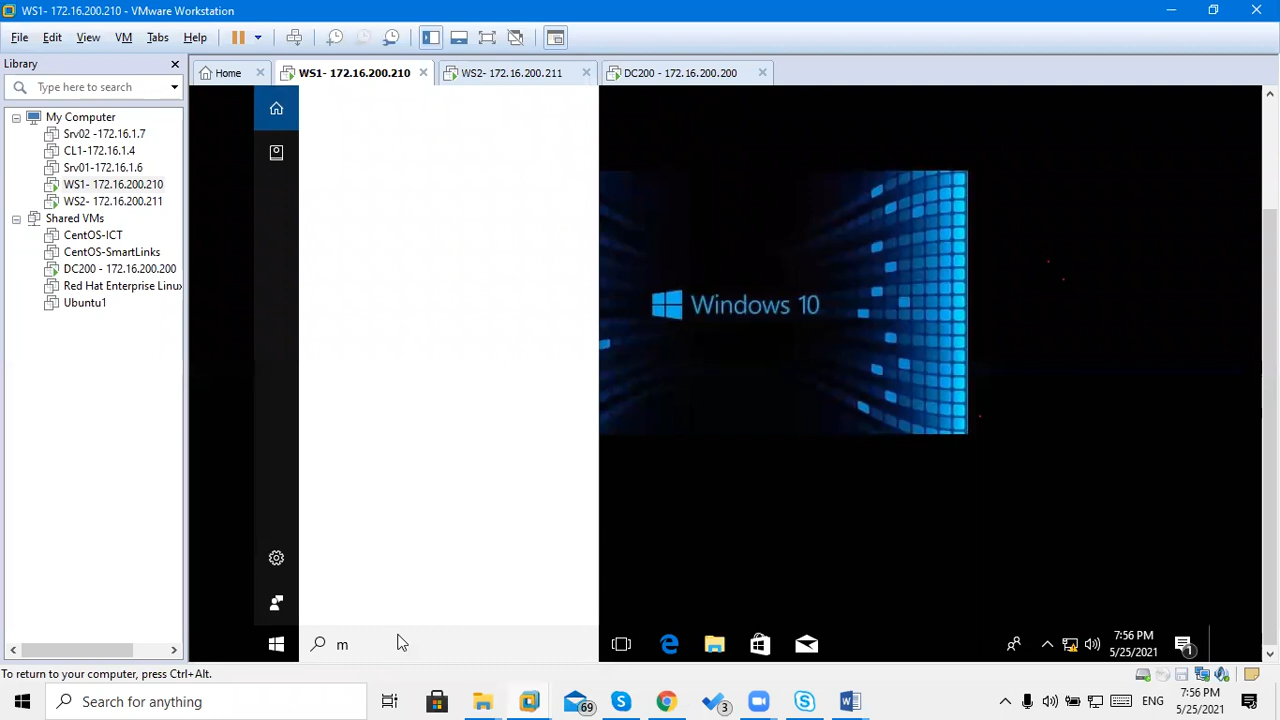 WS1- 172.16.200.210 - VMware Workstation
File Edit View VM Tabs Help
Library
Type here to search
Home
WS1- 172.16.200.210
WS2- 172.16.200.211
DC200 - 172.16.200.200
My Computer
Srv02 -172.16.1.7
CL1-172.16.1.4
Srv01-172.16.1.6
WS1- 172.16.200.210
WS2- 172.16.200.211
Shared VMs
CentOS-ICT
CentOS-SmartLinks
DC200 - 172.16.200.200
Red Hat Enterprise Linux
Ubuntu1
Windows 10
m
7:56 PM
5/25/2021
1
To return to your computer, press Ctrl+Alt.
Search for anything
69
3
ENG
7:56 PM
5/25/2021